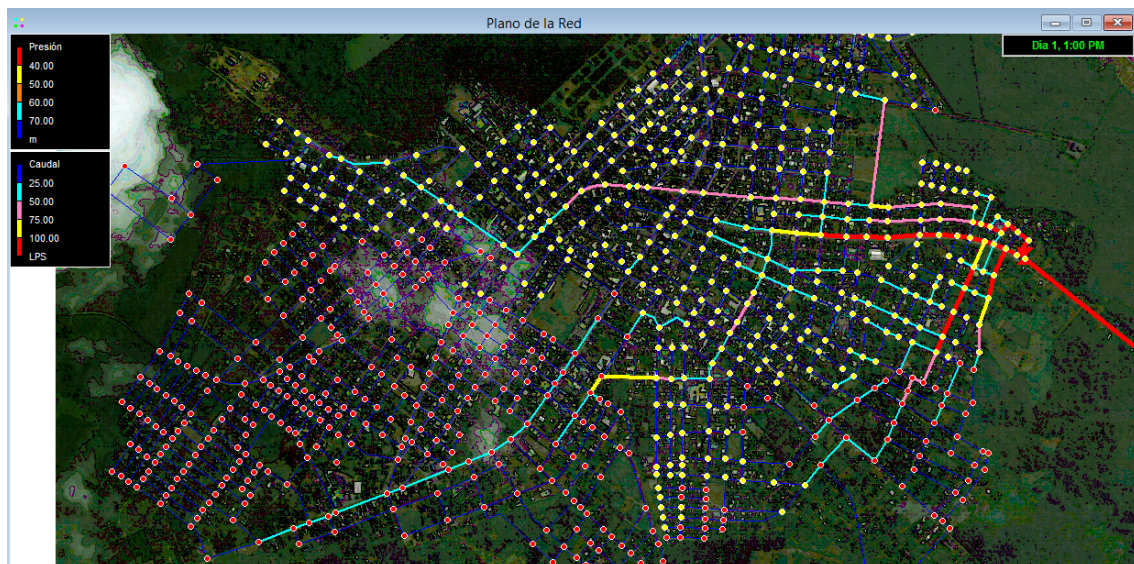 Plano de la Red
Presión
40.00
50.00
60.00
70.00
m
Caudal
25.00
50.00
75.00
100.00
LPS
Día 1, 1:00 PM